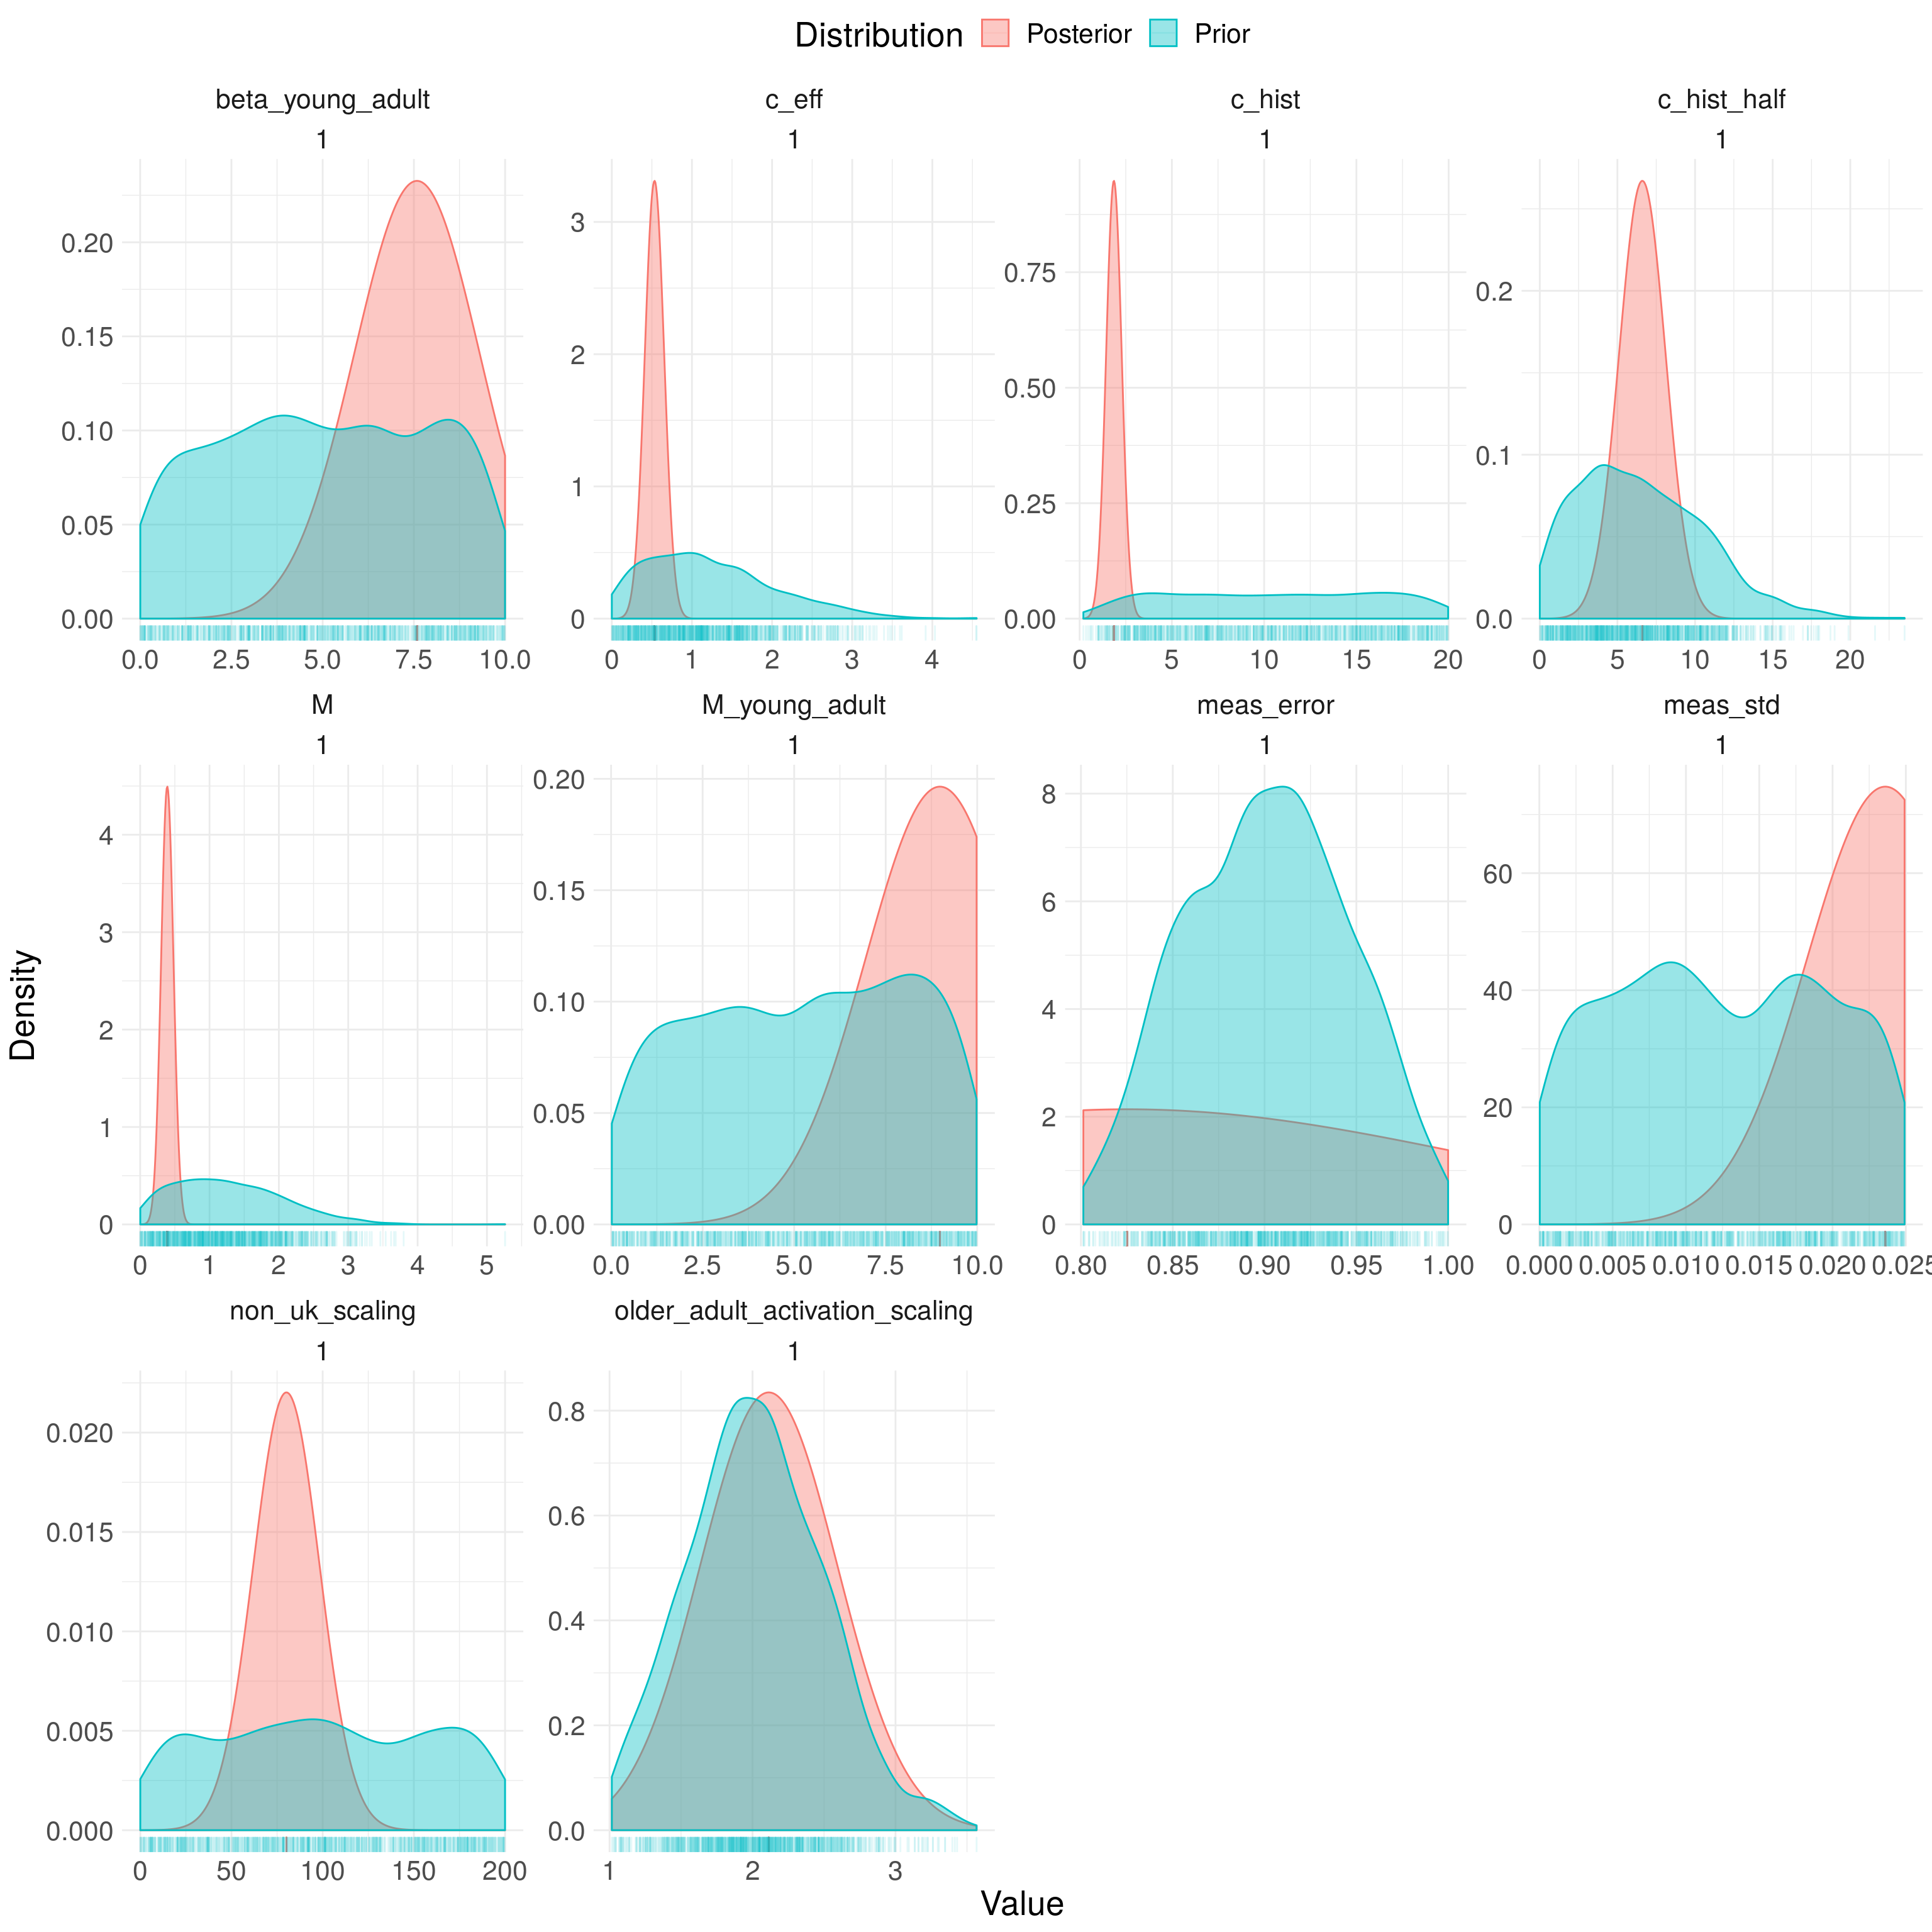 Distribution Posterior Prior
beta_young_adult c_eff c_hist c_hist_half
1 1 1 1
0.20
0.15
0.10
0.05
0.00
0.0 2.5 5.0 7.5 10.0
3
2
1
0
0 1 2 3 4
0.75
0.50
0.25
0.00
0 5 10 15 20
0.2
0.1
0.0
0 5 10 15 20
M M_young_adult meas_error meas_std
1 1 1 1
Density
4
3
2
1
0
0 1 2 3 4 5
0.20
0.15
0.10
0.05
0.00
0.0 2.5 5.0 7.5 10.0
8
6
4
2
0
0.80 0.85 0.90 0.95 1.00
60
40
20
0
0.000 0.005 0.010 0.015 0.020 0.025
non_uk_scaling older_adult_activation_scaling
1 1
0.020
0.015
0.010
0.005
0.000
0 50 100 150 200
0.8
0.6
0.4
0.2
0.0
1 2 3
Value